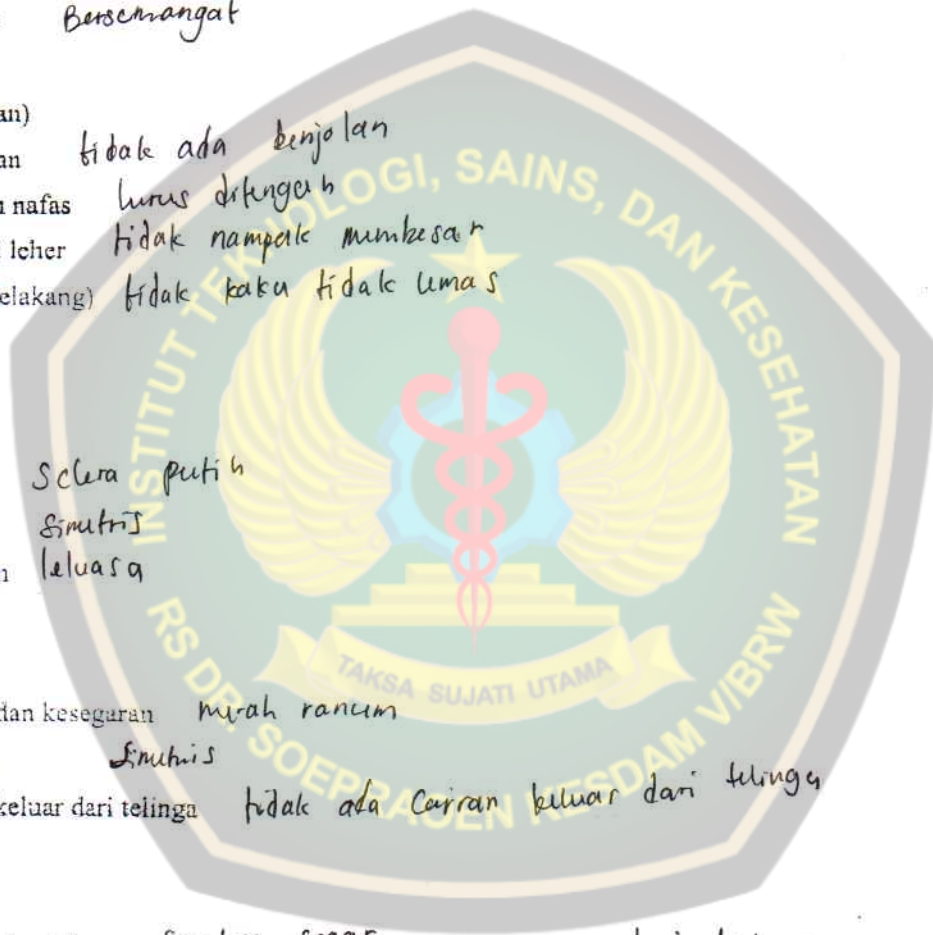 Bersemangat
an)
an tidak ada benjolan
n nafas lurus ditengah
leher tidak nampak membesar
elakang) tidak kaku tidak lemas
Sclera putih
Simetris
n leluasa
dan kesegaran merah ranum
Simetris
keluar dari telinga tidak ada Cairan keluar dari telinga
segar
INSTITUT TEKNOLOGI, SAINS, DAN KESEHATAN
RS DR. SOEPRAOEN KESDAM V/BRW
TAKSA SUJATI UTAMA